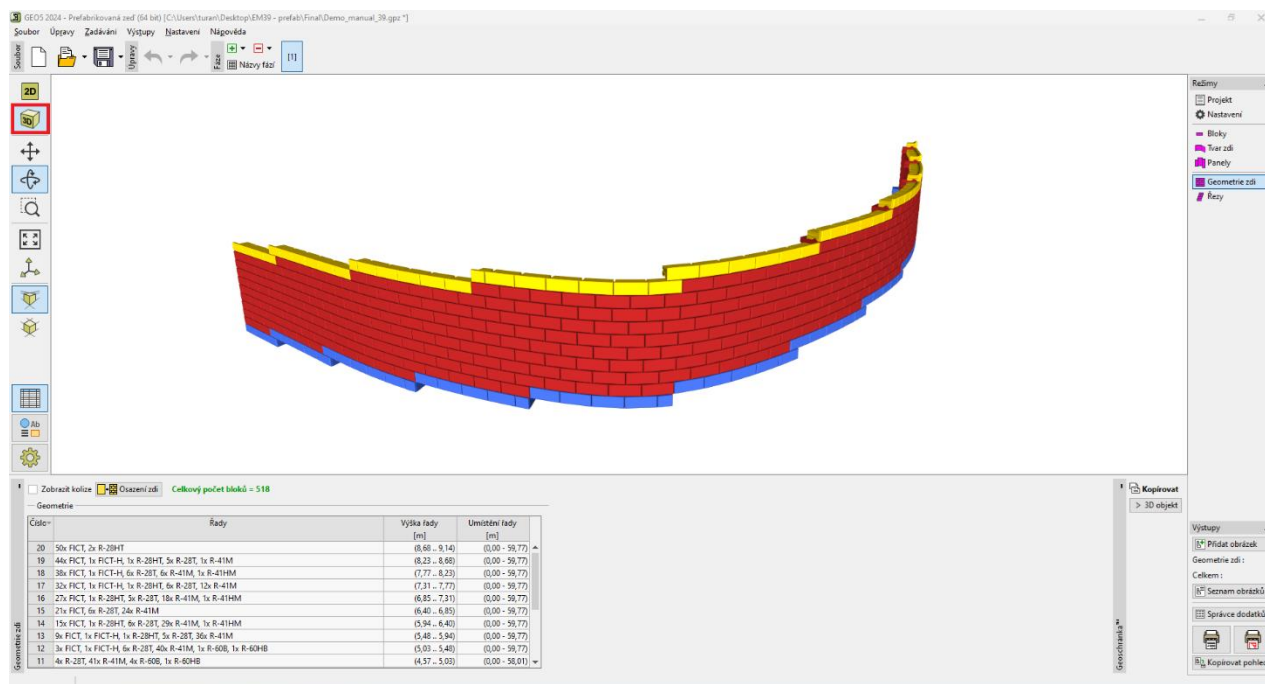 GEO5 2024 - Prefabrikovaná zeď (64 bit) [C:\Users\turan\Desktop\EM39 - prefab\Final\Demo_manual_39.gpz *]
Soubor Úpravy Zadávání Výstupy Nastavení Nápověda
Soubor
Úpravy
Fáze
Názvy fází
[1]
2D
3D
Ab
Režimy
Projekt
Nastavení
Bloky
Tvar zdi
Panely
Geometrie zdi
Řezy
Zobrazit kolize Osazení zdi Celkový počet bloků = 518
Geometrie
Číslo Řady Výška řady Umístění řady
[m] [m]
20 50x FICT, 2x R-28HT (8,68 .. 9,14) (0,00 - 59,77)
19 44x FICT, 1x FICT-H, 1x R-28HT, 5x R-28T, 1x R-41M (8,23 .. 8,68) (0,00 - 59,77)
18 38x FICT, 1x FICT-H, 6x R-28T, 6x R-41M, 1x R-41HM (7,77 .. 8,23) (0,00 - 59,77)
17 32x FICT, 1x FICT-H, 1x R-28HT, 6x R-28T, 12x R-41M (7,31 .. 7,77) (0,00 - 59,77)
16 27x FICT, 1x R-28HT, 5x R-28T, 18x R-41M, 1x R-41HM (6,85 .. 7,31) (0,00 - 59,77)
15 21x FICT, 6x R-28T, 24x R-41M (6,40 .. 6,85) (0,00 - 59,77)
14 15x FICT, 1x R-28HT, 6x R-28T, 29x R-41M, 1x R-41HM (5,94 .. 6,40) (0,00 - 59,77)
13 9x FICT, 1x FICT-H, 1x R-28HT, 5x R-28T, 36x R-41M (5,48 .. 5,94) (0,00 - 59,77)
12 3x FICT, 1x FICT-H, 6x R-28T, 40x R-41M, 1x R-60B, 1x R-60HB (5,03 .. 5,48) (0,00 - 59,77)
11 4x R-28T, 41x R-41M, 4x R-60B, 1x R-60HB (4,57 .. 5,03) (0,00 - 58,01)
Geometrie zdi
Geoschránka™
Kopírovat
> 3D objekt
Výstupy
Přidat obrázek
Geometrie zdi :
Celkem :
Seznam obrázků
Správce dodatků
Kopírovat pohled